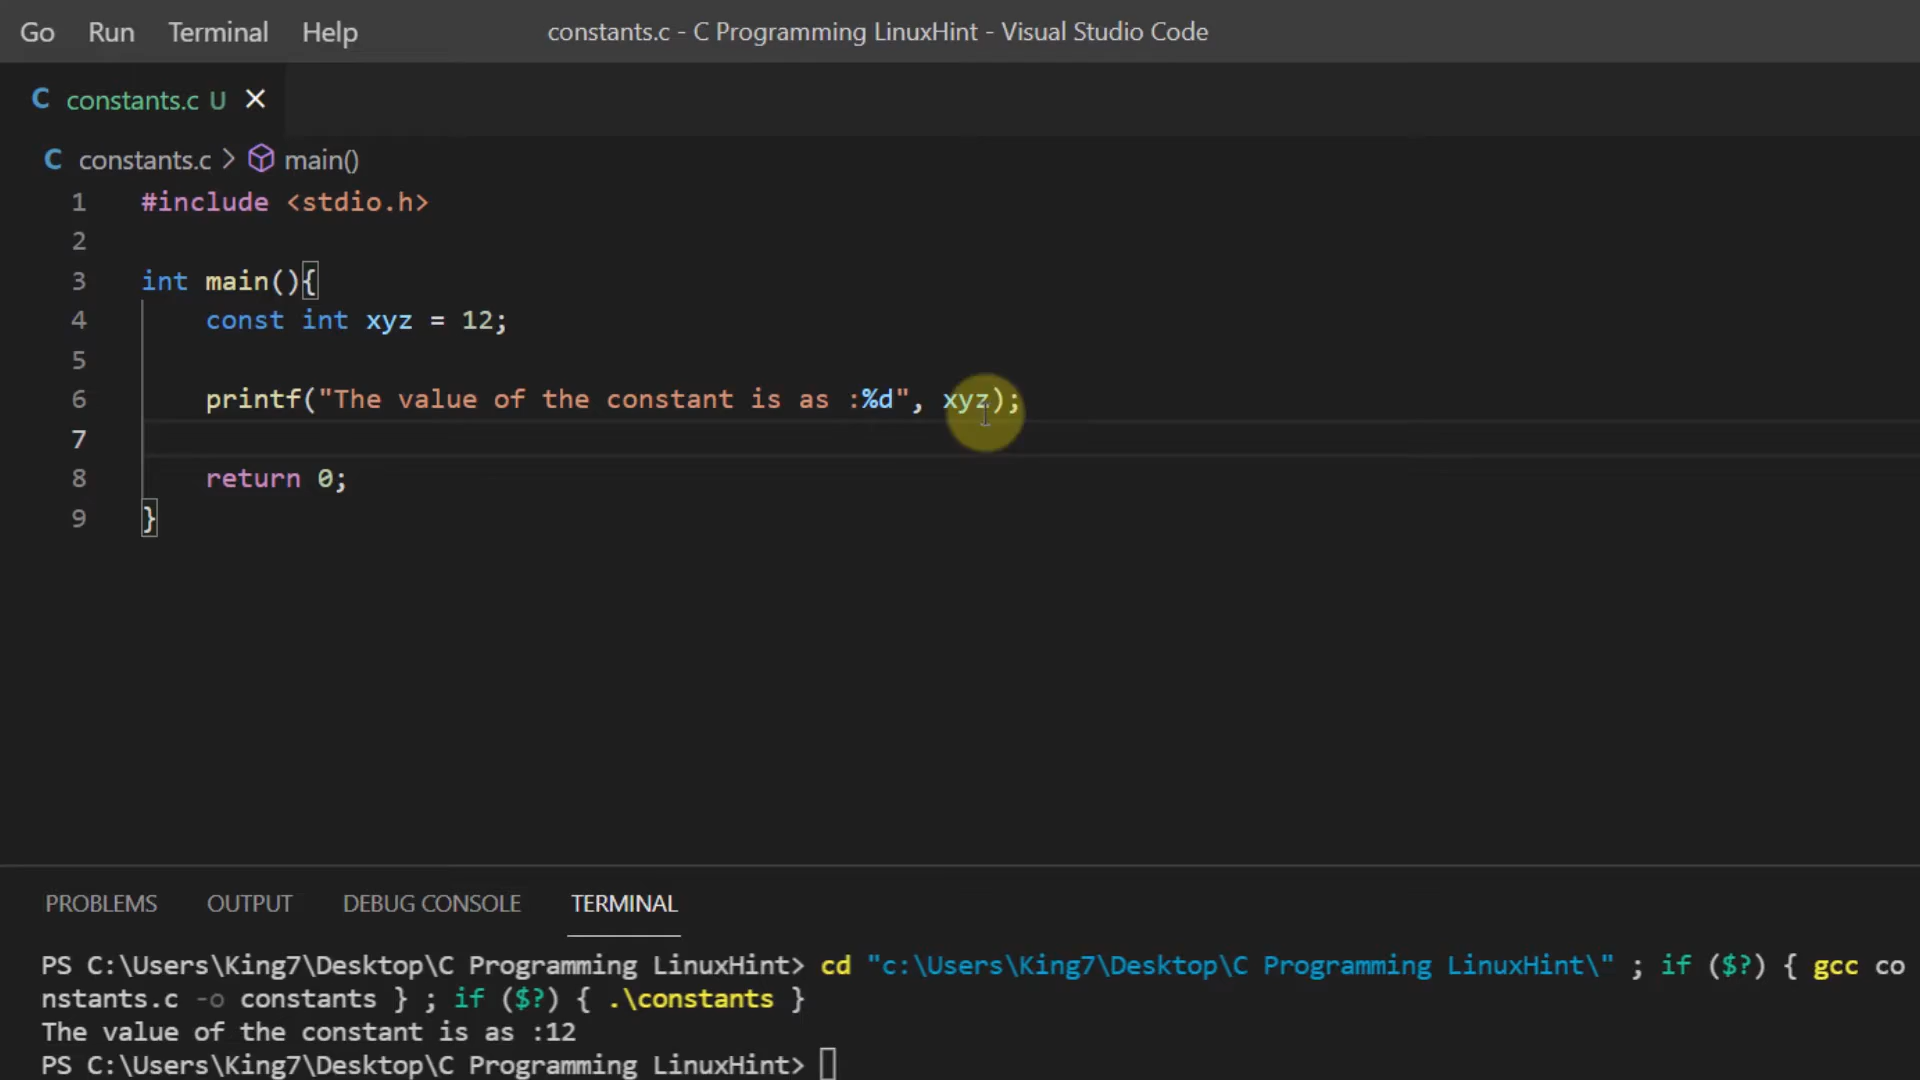 Go Run Terminal Help constants.c - C Programming LinuxHint - Visual Studio Code
C constants.c U ×
C constants.c > main()
1 #include <stdio.h>
2
3 int main(){
4 const int xyz = 12;
5
6 printf("The value of the constant is as :%d", xyz);
7
8 return 0;
9 }
PROBLEMS OUTPUT DEBUG CONSOLE TERMINAL
PS C:\Users\King7\Desktop\C Programming LinuxHint> cd "c:\Users\King7\Desktop\C Programming LinuxHint\" ; if ($?) { gcc co
nstants.c -o constants } ; if ($?) { .\constants }
The value of the constant is as :12
PS C:\Users\King7\Desktop\C Programming LinuxHint>